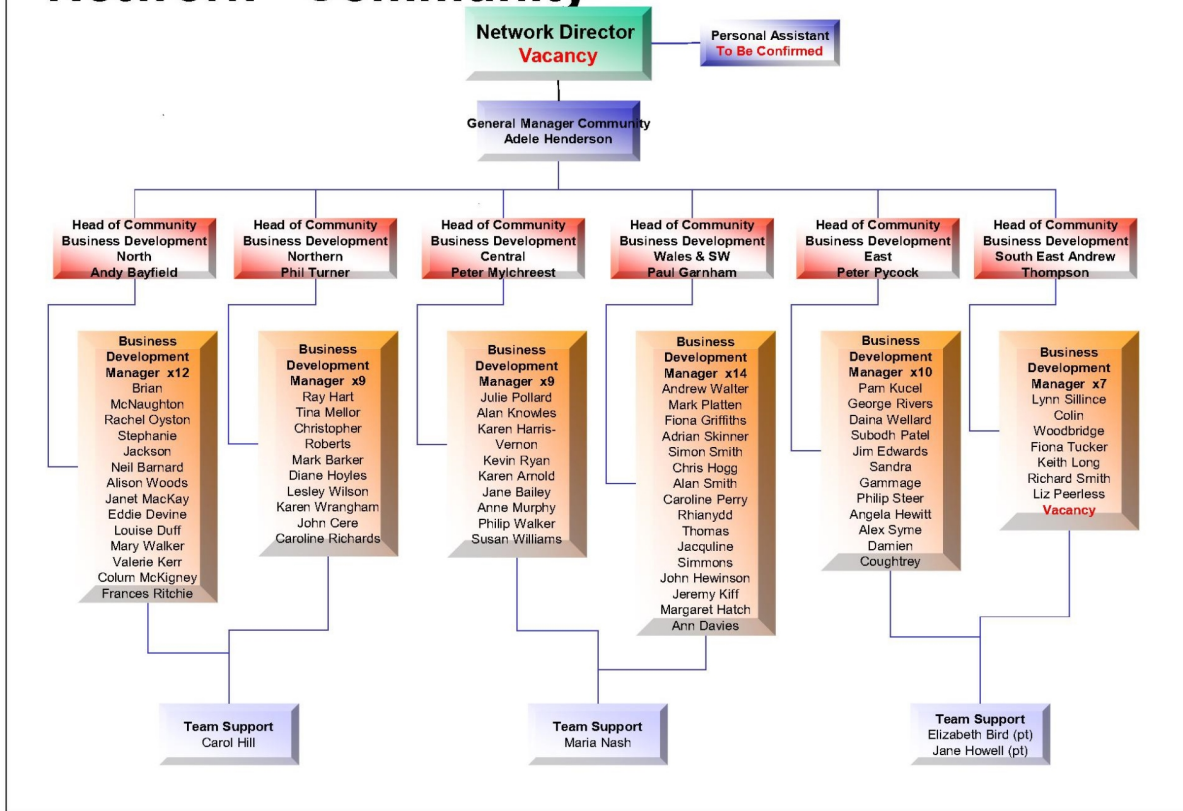 Network - Community
Network Director
Vacancy
Personal Assistant
To Be Confirmed
General Manager Community
Adele Henderson
Head of Community
Business Development
North
Andy Bayfield
Head of Community
Business Development
Northern
Phil Turner
Head of Community
Business Development
Central
Peter Mylchreest
Head of Community
Business Development
Wales & SW
Paul Garnham
Head of Community
Business Development
East
Peter Pycock
Head of Community
Business Development
South East Andrew
Thompson
Business
Development
Manager x12
Brian
McNaughton
Rachel Oyston
Stephanie
Jackson
Neil Barnard
Alison Woods
Janet MacKay
Eddie Devine
Louise Duff
Mary Walker
Valerie Kerr
Colum McKigney
Frances Ritchie
Business
Development
Manager x9
Ray Hart
Tina Mellor
Christopher
Roberts
Mark Barker
Diane Hoyles
Lesley Wilson
Karen Wrangham
John Cere
Caroline Richards
Business
Development
Manager x9
Julie Pollard
Alan Knowles
Karen Harris-
Vernon
Kevin Ryan
Karen Arnold
Jane Bailey
Anne Murphy
Philip Walker
Susan Williams
Business
Development
Manager x14
Andrew Walter
Mark Platten
Fiona Griffiths
Adrian Skinner
Simon Smith
Chris Hogg
Alan Smith
Caroline Perry
Rhianydd
Thomas
Jacquline
Simmons
John Hewinson
Jeremy Kiff
Margaret Hatch
Ann Davies
Business
Development
Manager x10
Pam Kucel
George Rivers
Daina Wellard
Subodh Patel
Jim Edwards
Sandra
Gammage
Philip Steer
Angela Hewitt
Alex Syme
Damien
Coughtrey
Business
Development
Manager x7
Lynn Sillince
Colin
Woodbridge
Fiona Tucker
Keith Long
Richard Smith
Liz Peerless
Vacancy
Team Support
Carol Hill
Team Support
Maria Nash
Team Support
Elizabeth Bird (pt)
Jane Howell (pt)